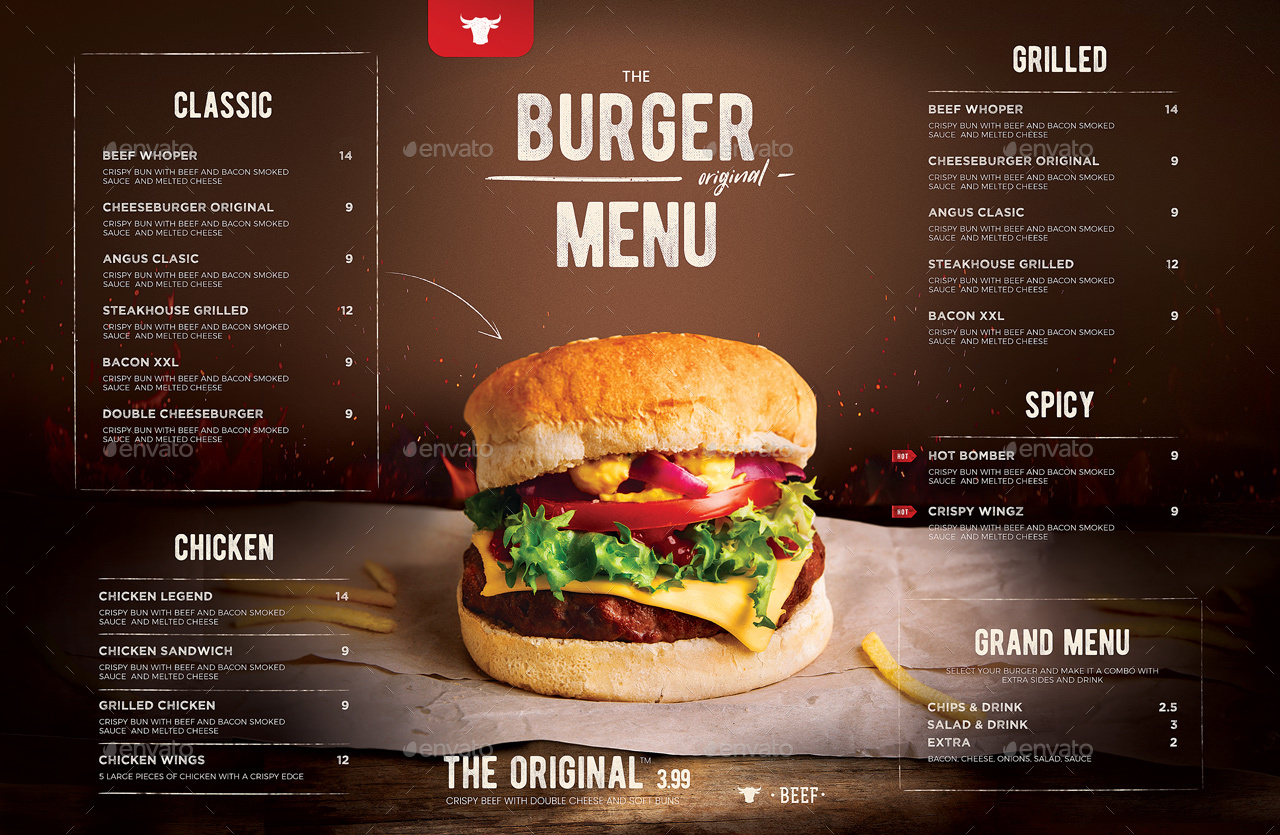 THE
BURGER
original
MENU
CLASSIC
BEEF WHOPER 14
CRISPY BUN WITH BEEF AND BACON SMOKED
SAUCE AND MELTED CHEESE
CHEESEBURGER ORIGINAL 9
CRISPY BUN WITH BEEF AND BACON SMOKED
SAUCE AND MELTED CHEESE
ANGUS CLASIC 9
CRISPY BUN WITH BEEF AND BACON SMOKED
SAUCE AND MELTED CHEESE
STEAKHOUSE GRILLED 12
CRISPY BUN WITH BEEF AND BACON SMOKED
SAUCE AND MELTED CHEESE
BACON XXL 9
CRISPY BUN WITH BEEF AND BACON SMOKED
SAUCE AND MELTED CHEESE
DOUBLE CHEESEBURGER 9
CRISPY BUN WITH BEEF AND BACON SMOKED
SAUCE AND MELTED CHEESE
CHICKEN
CHICKEN LEGEND 14
CRISPY BUN WITH BEEF AND BACON SMOKED
SAUCE AND MELTED CHEESE
CHICKEN SANDWICH 9
CRISPY BUN WITH BEEF AND BACON SMOKED
SAUCE AND MELTED CHEESE
GRILLED CHICKEN 9
CRISPY BUN WITH BEEF AND BACON SMOKED
SAUCE AND MELTED CHEESE
CHICKEN WINGS 12
5 LARGE PIECES OF CHICKEN WITH A CRISPY EDGE
THE ORIGINAL™ 3.99
CRISPY BEEF WITH DOUBLE CHEESE AND SOFT BUNS
· BEEF ·
GRILLED
BEEF WHOPER 14
CRISPY BUN WITH BEEF AND BACON SMOKED
SAUCE AND MELTED CHEESE
CHEESEBURGER ORIGINAL 9
CRISPY BUN WITH BEEF AND BACON SMOKED
SAUCE AND MELTED CHEESE
ANGUS CLASIC 9
CRISPY BUN WITH BEEF AND BACON SMOKED
SAUCE AND MELTED CHEESE
STEAKHOUSE GRILLED 12
CRISPY BUN WITH BEEF AND BACON SMOKED
SAUCE AND MELTED CHEESE
BACON XXL 9
CRISPY BUN WITH BEEF AND BACON SMOKED
SAUCE AND MELTED CHEESE
SPICY
HOT HOT BOMBER 9
CRISPY BUN WITH BEEF AND BACON SMOKED
SAUCE AND MELTED CHEESE
HOT CRISPY WINGZ 9
CRISPY BUN WITH BEEF AND BACON SMOKED
SAUCE AND MELTED CHEESE
GRAND MENU
SELECT YOUR BURGER AND MAKE IT A COMBO WITH
EXTRA SIDES AND DRINK
CHIPS & DRINK 2.5
SALAD & DRINK 3
EXTRA 2
BACON, CHEESE, ONIONS, SALAD, SAUCE
envato
envato
envato
envato
envato
envato
envato
envato
envato
envato
envato
envato